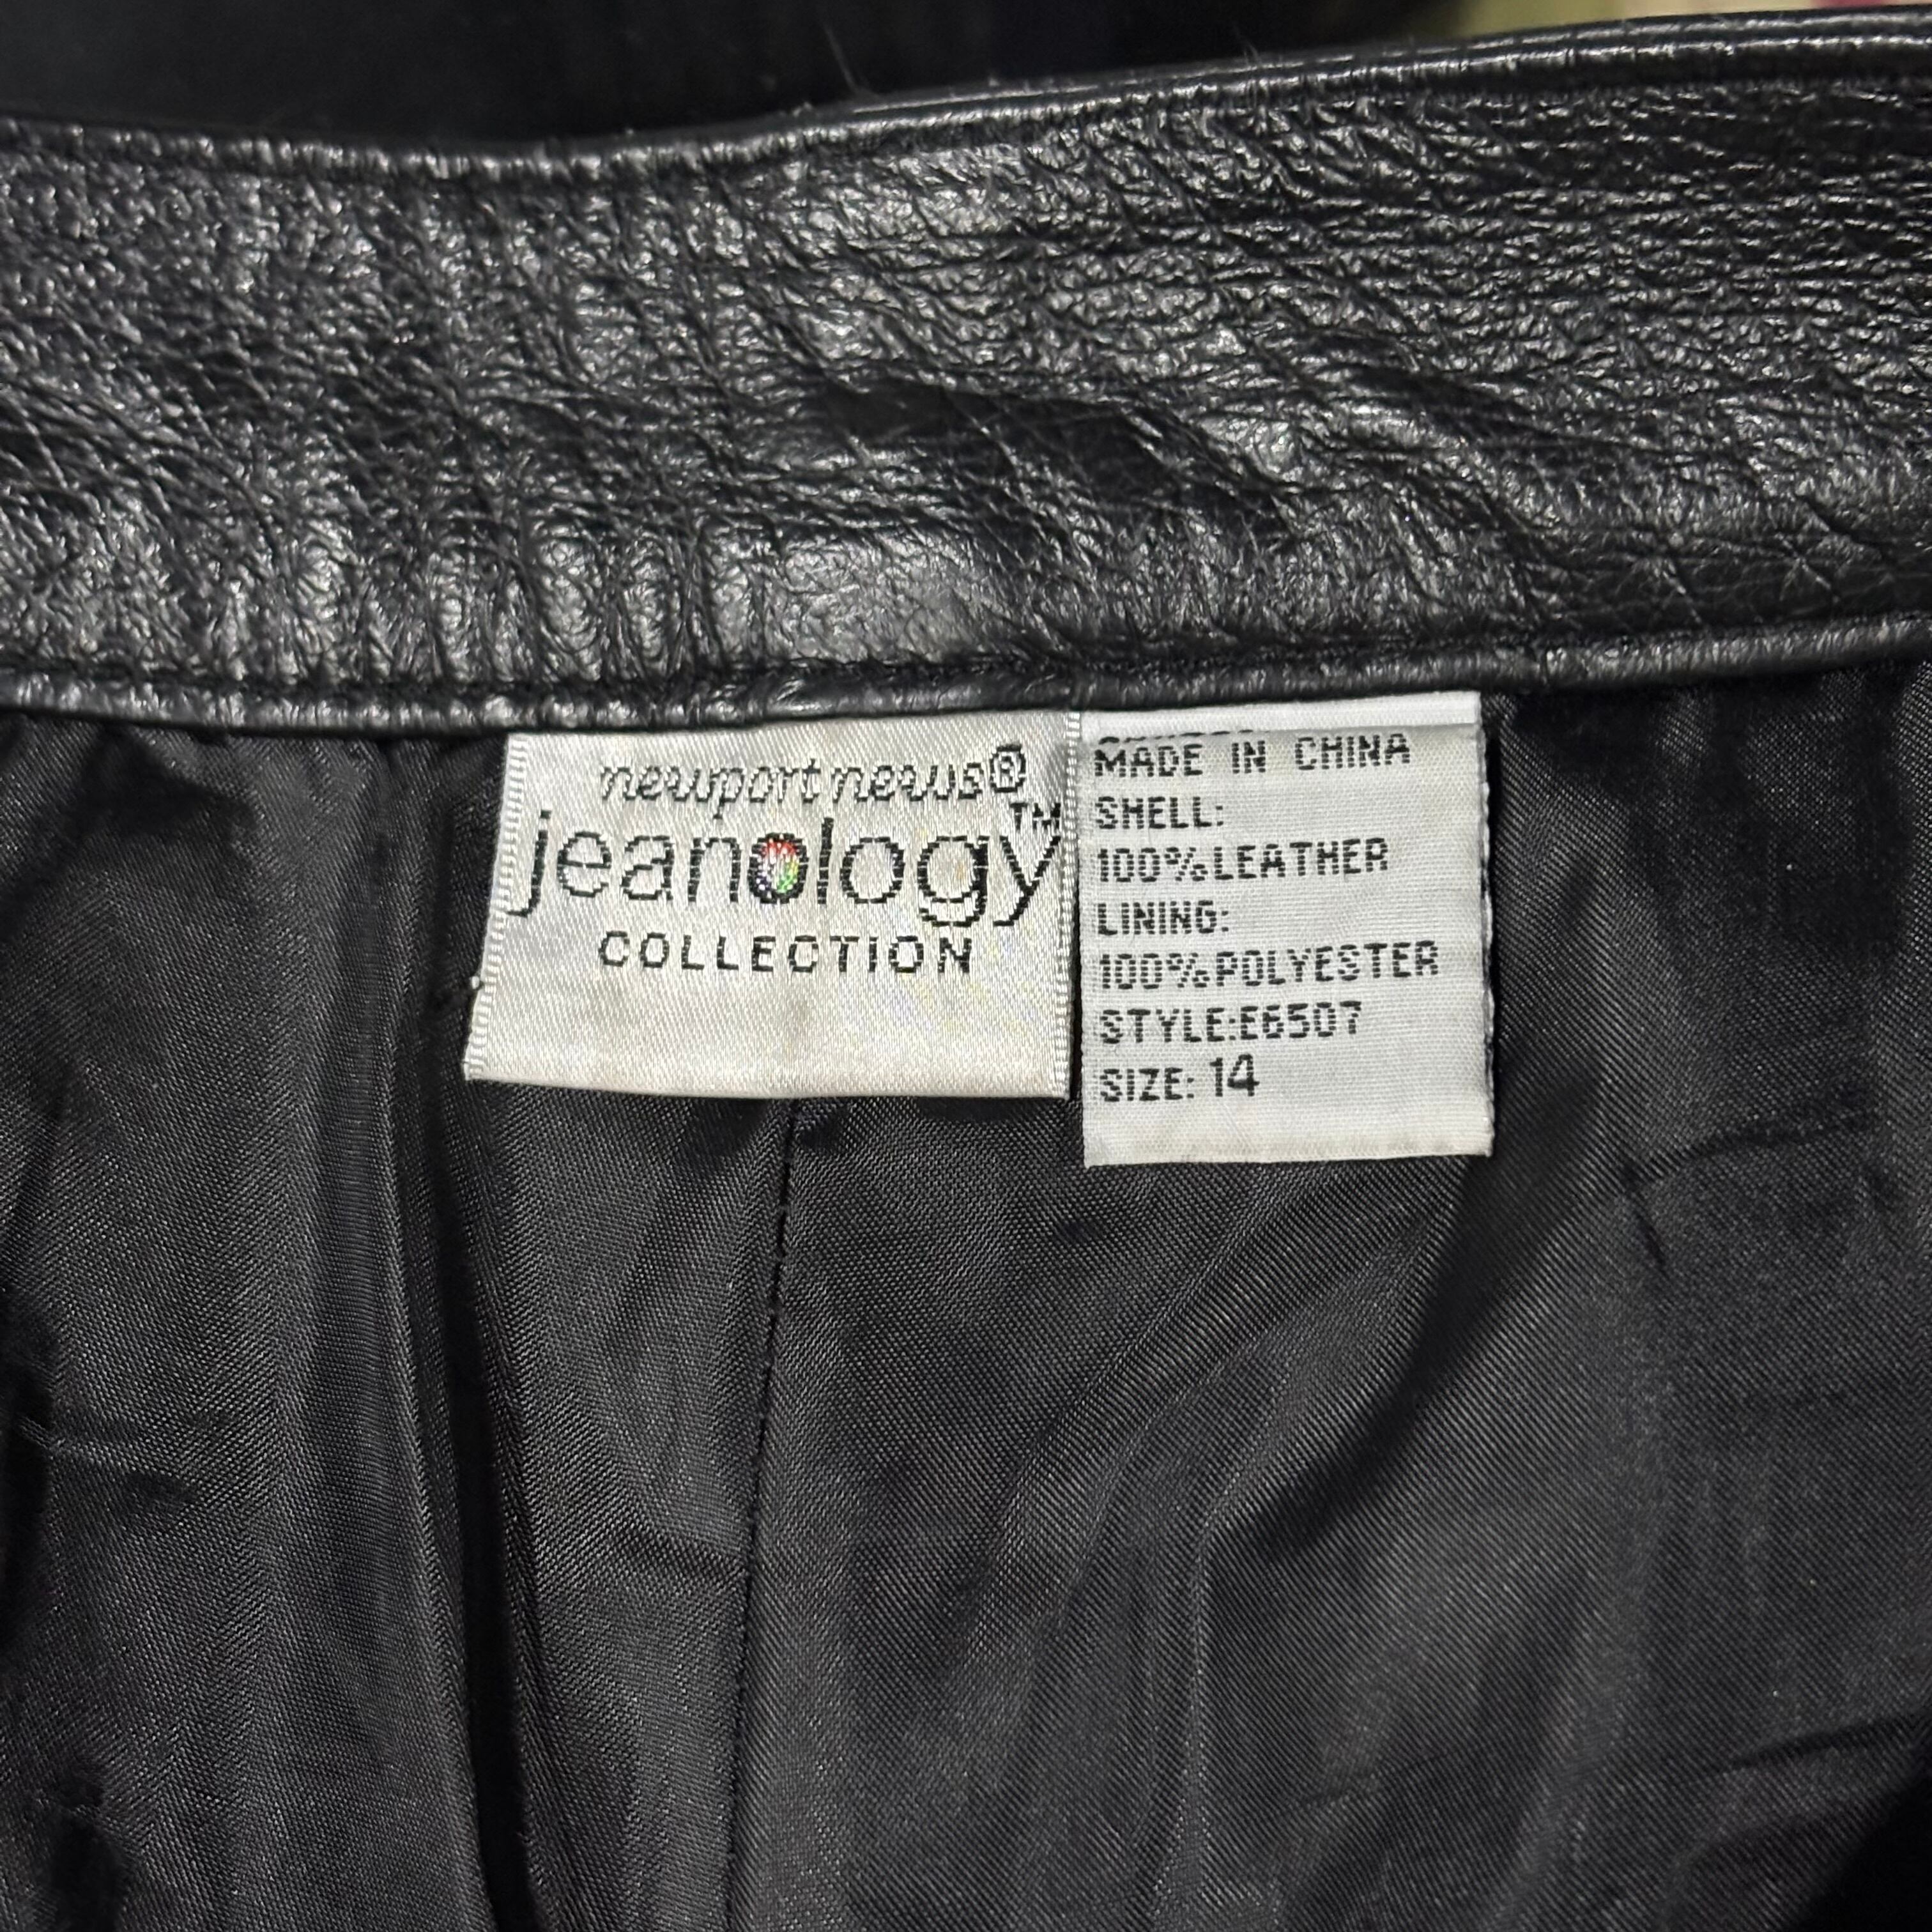 newport news®
jeanology™
COLLECTION
MADE IN CHINA
SHELL:
100%LEATHER
LINING:
100%POLYESTER
STYLE:E6507
SIZE: 14